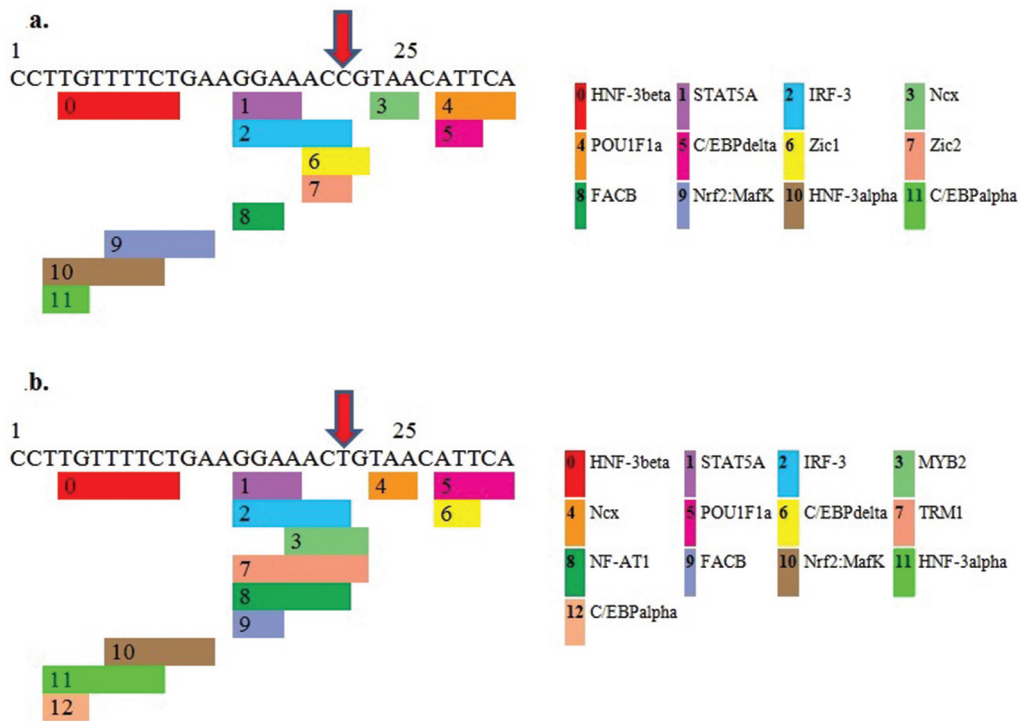 .a.
1 25
CCTTGTTTTCTGAAGGAAACCGTAACATTCA
0 1 3 4
2 5
6
7
8
9
10
11
0 HNF-3beta 1 STAT5A 2 IRF-3 3 Ncx
4 POU1F1a 5 C/EBPdelta 6 Zic1 7 Zic2
8 FACB 9 Nrf2:MafK 10 HNF-3alpha 11 C/EBPalpha
.b.
1 25
CCTTGTTTTCTGAAGGAAACTGTAACATTCA
0 1 4 5
2 6
3
7
8
9
10
11
12
0 HNF-3beta 1 STAT5A 2 IRF-3 3 MYB2
4 Ncx 5 POU1F1a 6 C/EBPdelta 7 TRM1
8 NF-AT1 9 FACB 10 Nrf2:MafK 11 HNF-3alpha
12 C/EBPalpha